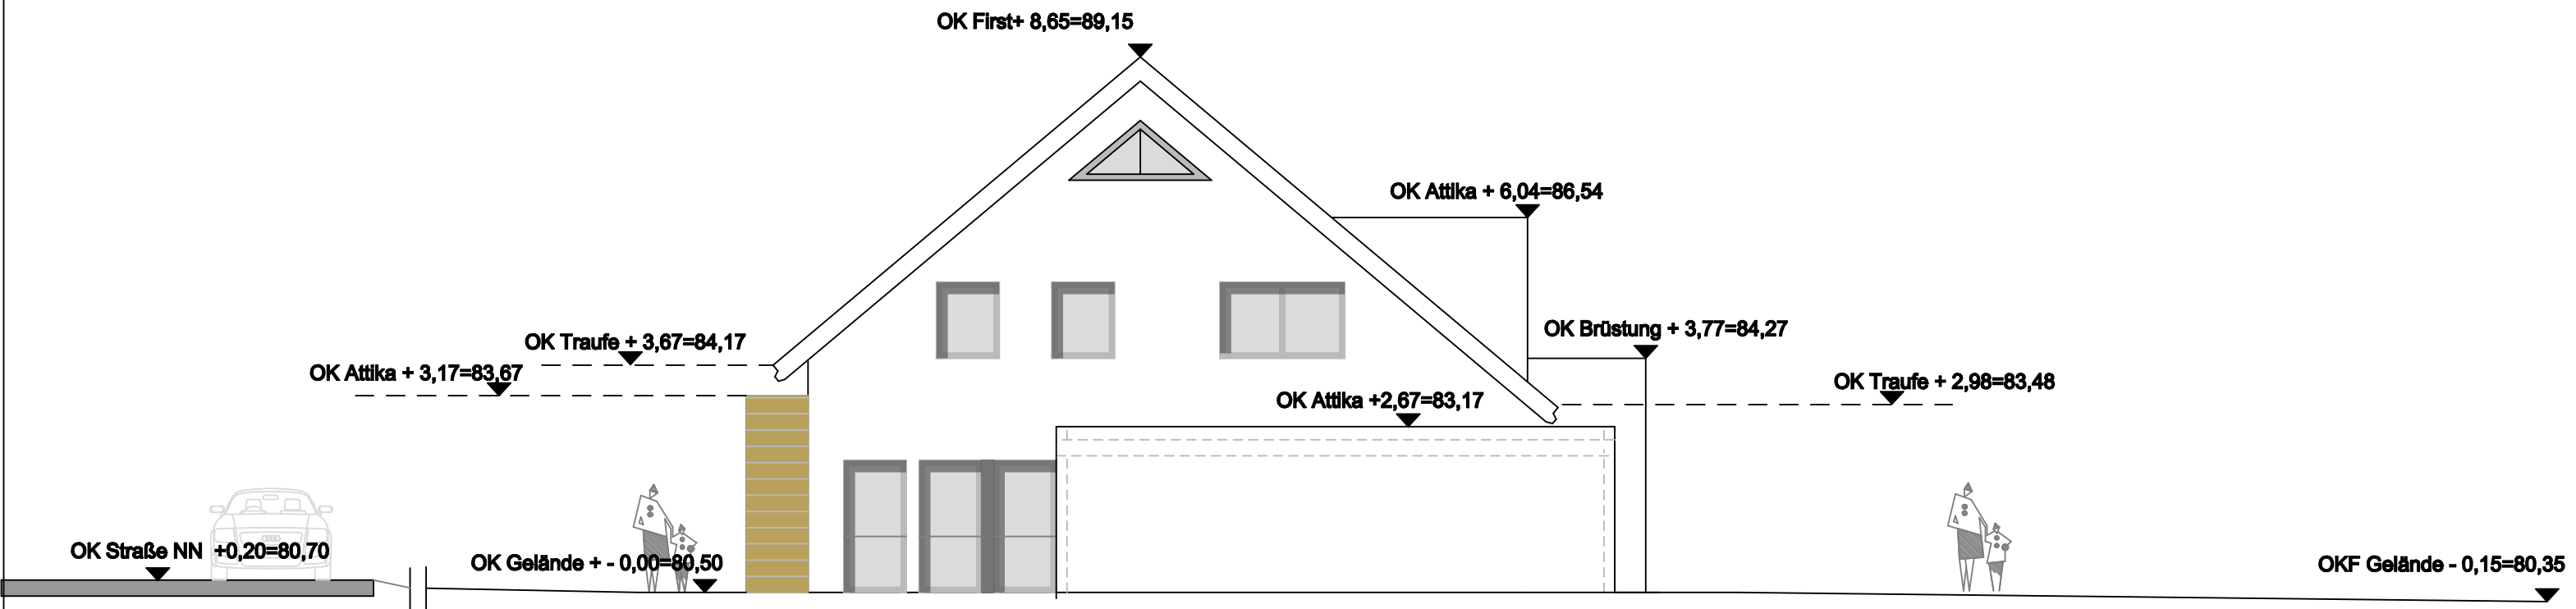 OK First+ 8,65=89,15
OK Attika + 6,04=86,54
OK Brüstung + 3,77=84,27
OK Traufe + 3,67=84,17
OK Attika + 3,17=83,67
OK Traufe + 2,98=83,48
OK Attika +2,67=83,17
OK Straße NN +0,20=80,70
OK Gelände + - 0,00=80,50
OKF Gelände - 0,15=80,35